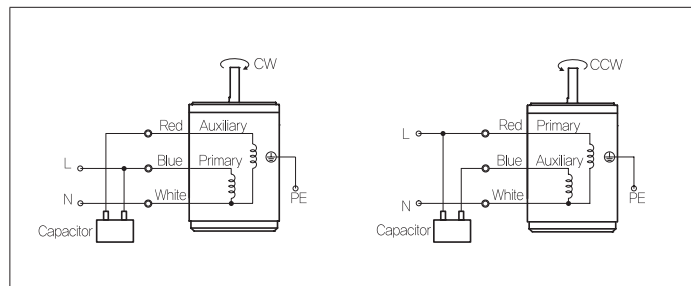 CW
Red Auxiliary
L Blue Primary
N White
PE
Capacitor
CCW
L Red Primary
Blue Auxiliary
N White
PE
Capacitor